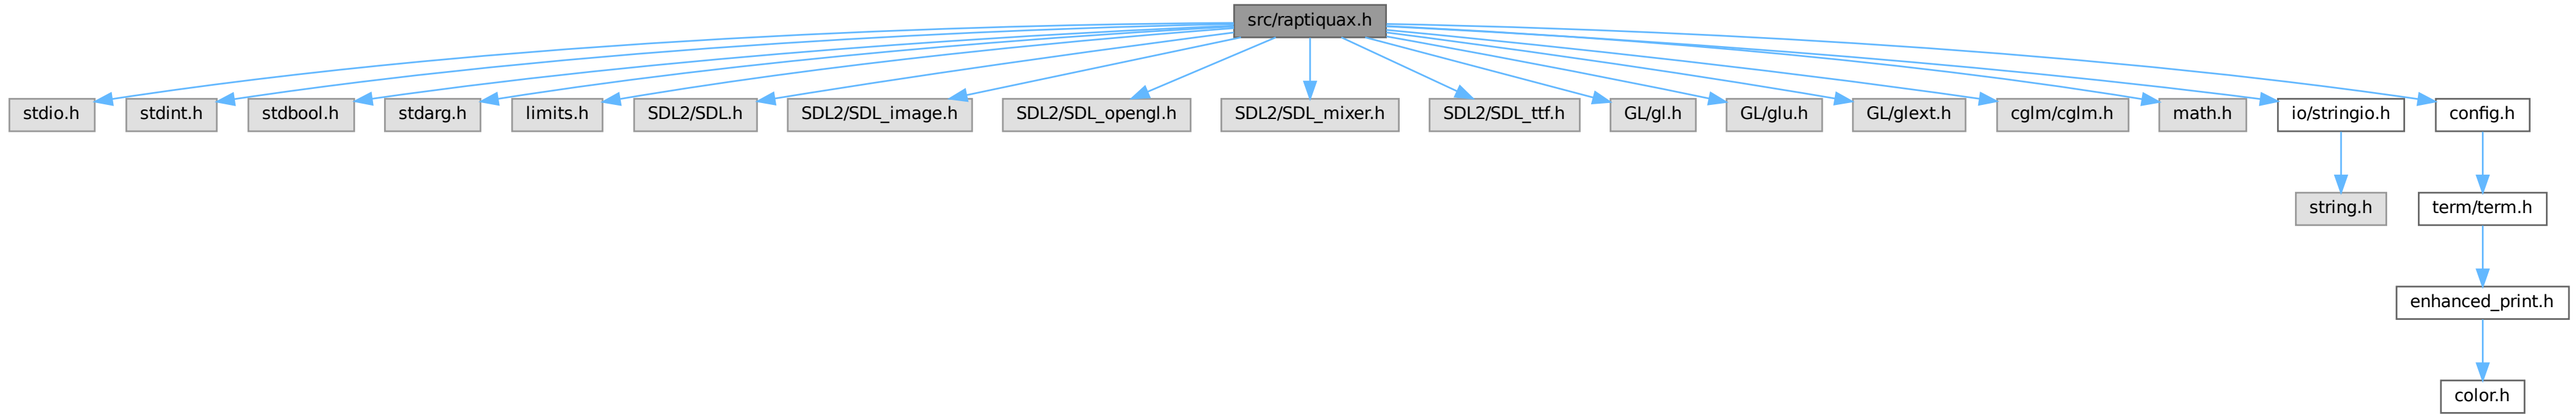 src/raptiquax.h
stdio.h
stdint.h
stdbool.h
stdarg.h
limits.h
SDL2/SDL.h
SDL2/SDL_image.h
SDL2/SDL_opengl.h
SDL2/SDL_mixer.h
SDL2/SDL_ttf.h
GL/gl.h
GL/glu.h
GL/glext.h
cglm/cglm.h
math.h
io/stringio.h
config.h
string.h
term/term.h
enhanced_print.h
color.h